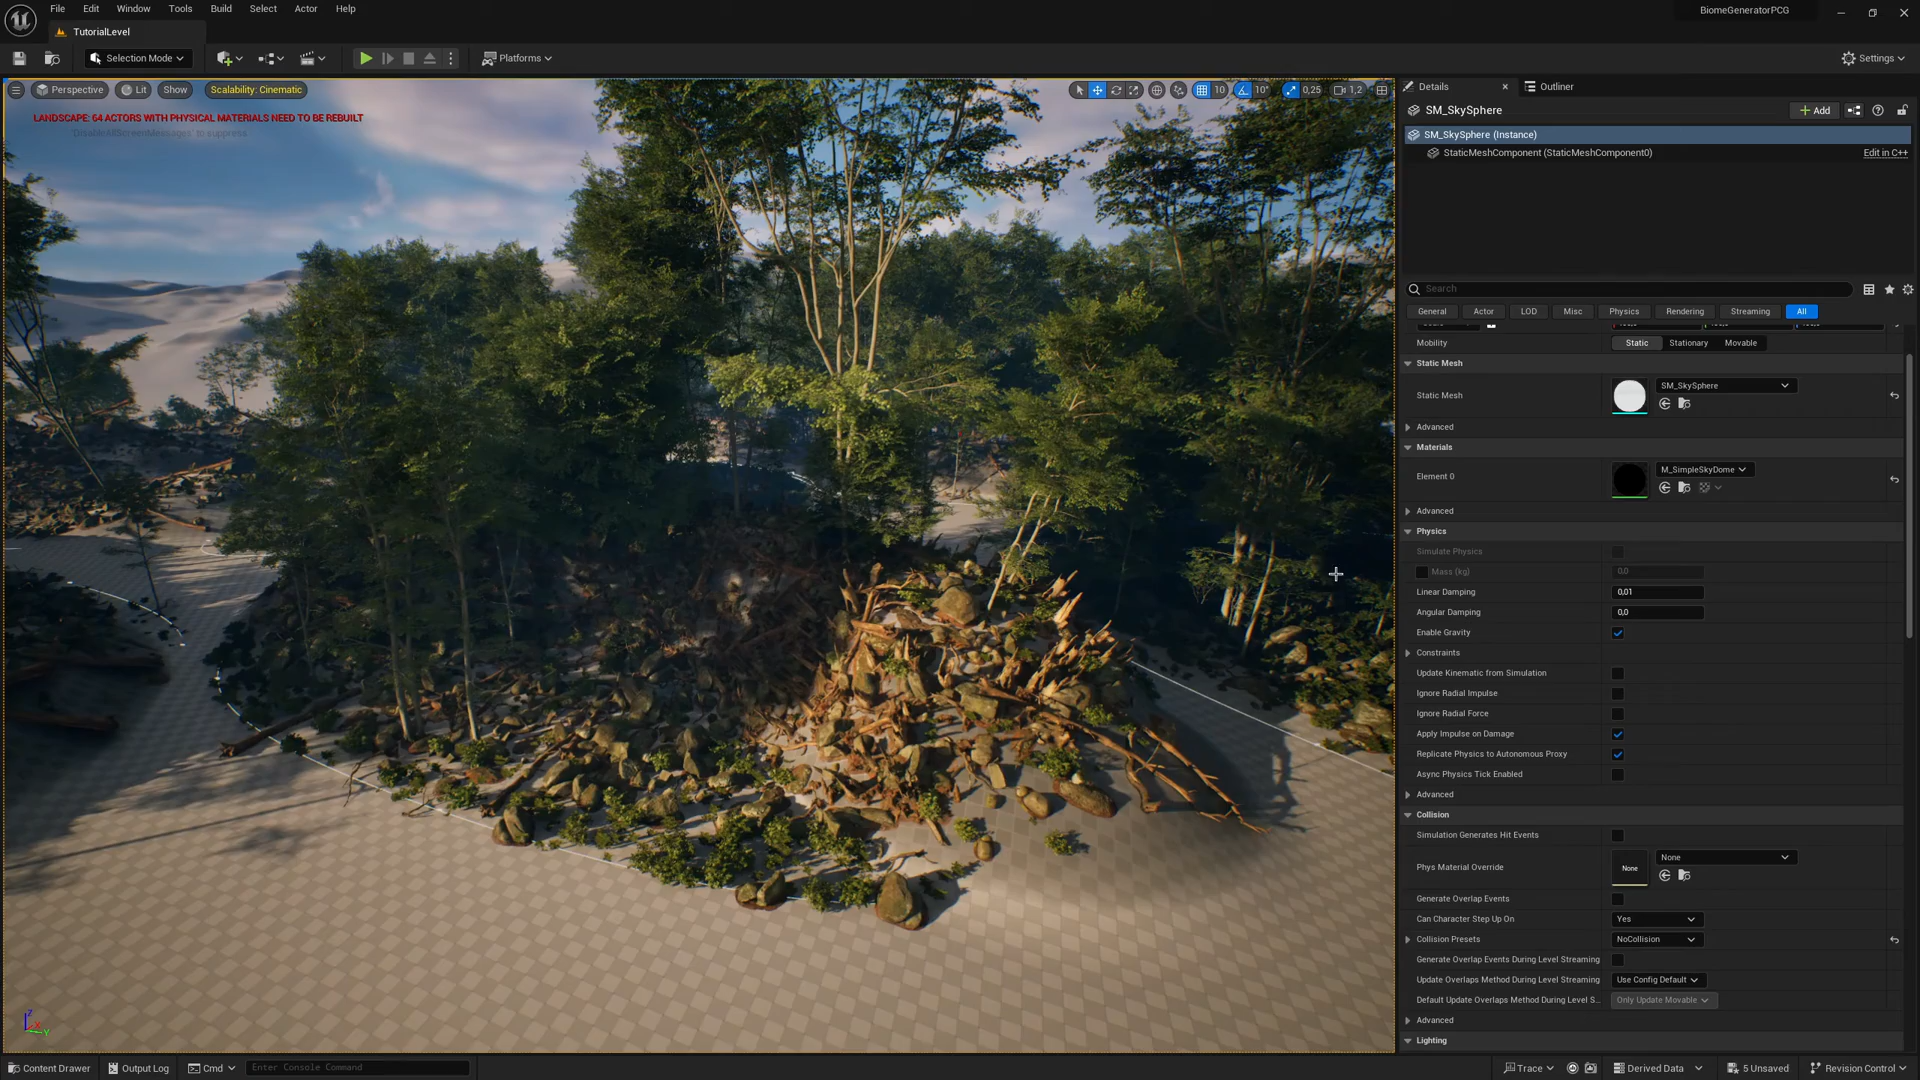 File Edit Window Tools Build Select Actor Help
BiomeGeneratorPCG
TutorialLevel
Selection Mode
Platforms
Settings
Perspective
Lit
Show
Scalability: Cinematic
10
10°
0,25
1,2
LANDSCAPE: 64 ACTORS WITH PHYSICAL MATERIALS NEED TO BE REBUILT
'DisableAllScreenMessages' to suppress
Details
Outliner
SM_SkySphere
Add
SM_SkySphere (Instance)
StaticMeshComponent (StaticMeshComponent0)
Edit in C++
Search
General Actor LOD Misc Physics Rendering Streaming All
Mobility Static Stationary Movable
Static Mesh
Static Mesh SM_SkySphere
Advanced
Materials
Element 0 M_SimpleSkyDome
Advanced
Physics
Simulate Physics
Mass (kg) 0,0
Linear Damping 0,01
Angular Damping 0,0
Enable Gravity
Constraints
Update Kinematic from Simulation
Ignore Radial Impulse
Ignore Radial Force
Apply Impulse on Damage
Replicate Physics to Autonomous Proxy
Async Physics Tick Enabled
Advanced
Collision
Simulation Generates Hit Events
Phys Material Override None None
Generate Overlap Events
Can Character Step Up On Yes
Collision Presets NoCollision
Generate Overlap Events During Level Streaming
Update Overlaps Method During Level Streaming Use Config Default
Default Update Overlaps Method During Level S... Only Update Movable
Advanced
Lighting
Z
X
Y
Content Drawer
Output Log
Cmd
Enter Console Command
Trace
Derived Data
5 Unsaved
Revision Control